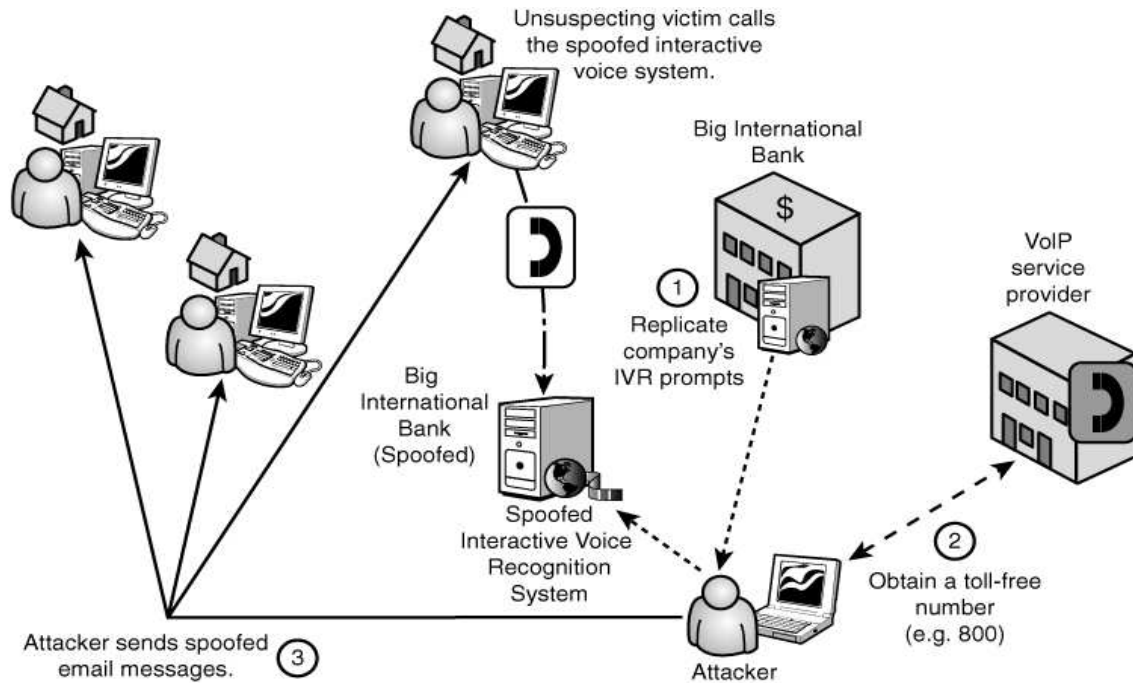 Unsuspecting victim calls
the spoofed interactive
voice system.
Big International
Bank
$
VoIP
service
provider
1
Replicate
company's
IVR prompts
Big
International
Bank
(Spoofed)
Spoofed
Interactive Voice
Recognition
System
2
Obtain a toll-free
number
(e.g. 800)
Attacker sends spoofed
email messages.
3
Attacker